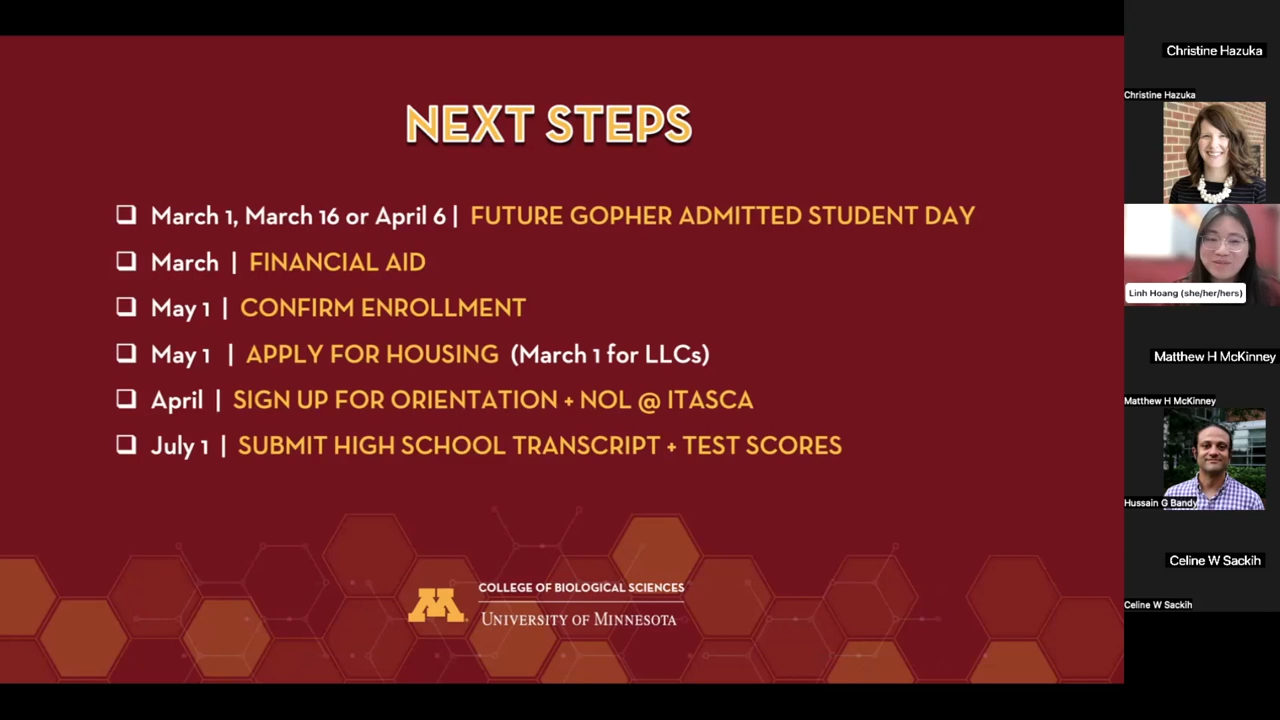 NEXT STEPS
❏ March 1, March 16 or April 6 | FUTURE GOPHER ADMITTED STUDENT DAY
❏ March | FINANCIAL AID
❏ May 1 | CONFIRM ENROLLMENT
❏ May 1 | APPLY FOR HOUSING (March 1 for LLCs)
❏ April | SIGN UP FOR ORIENTATION + NOL @ ITASCA
❏ July 1 | SUBMIT HIGH SCHOOL TRANSCRIPT + TEST SCORES
M
COLLEGE OF BIOLOGICAL SCIENCES
UNIVERSITY OF MINNESOTA
Christine Hazuka
Christine Hazuka
Linh Hoang (she/her/hers)
Matthew H McKinney
Matthew H McKinney
Hussain G Bandy
Celine W Sackih
Celine W Sackih